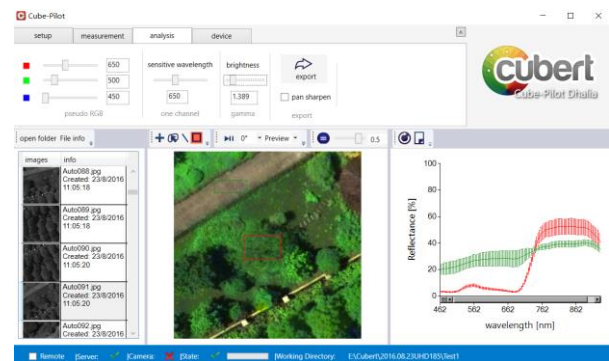 Cube-Pilot
setup measurement analysis device
650
500
450
pseudo RGB
sensitive wavelength
650
one channel
brightness
1.389
gamma
export
pan sharpen
export
cubert
Cube-Pilot Dhalia
open folder File info
0° Preview
0.5
images info
Auto088.jpg
Created: 23/8/2016
11:05:18
Auto089.jpg
Created: 23/8/2016
11:05:18
Auto090.jpg
Created: 23/8/2016
11:05:20
Auto091.jpg
Created: 23/8/2016
11:05:20
Auto092.jpg
Created: 23/8/2016
Reflectance [%]
100
80
60
40
20
0
462 562 662 762 862
wavelength [nm]
Remote |Server: |Camera: |State: |Working Directory: E:\Cubert\2016.08.23UHD185\Test1